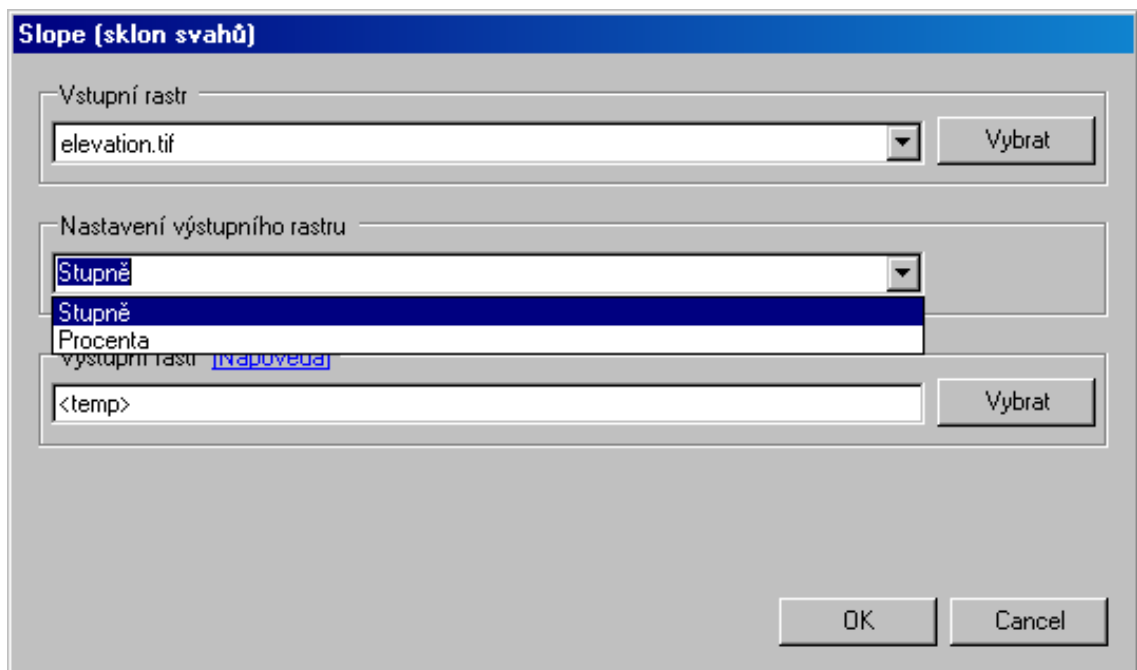 Slope (sklon svahů)
Vstupní rastr
elevation.tif
Vybrat
Nastavení výstupního rastru
Stupně
Stupně
Procenta
Výstupní rastr [Nápověda]
<temp>
Vybrat
OK
Cancel